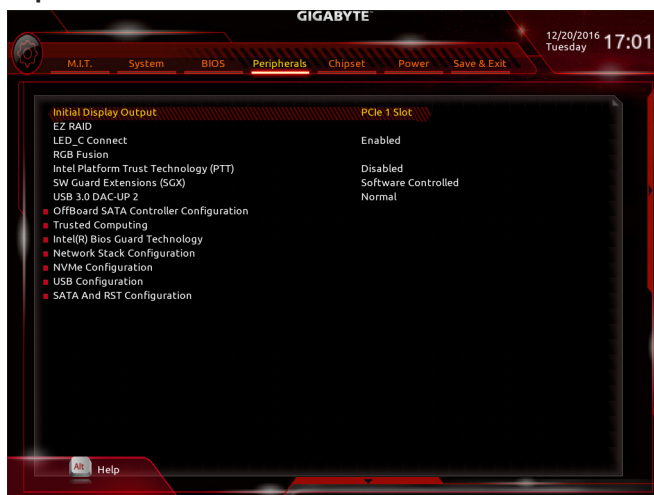 GIGABYTE™
12/20/2016 17:01
Tuesday
M.I.T. System BIOS Peripherals Chipset Power Save & Exit
Initial Display Output PCIe 1 Slot
EZ RAID
LED_C Connect Enabled
RGB Fusion
Intel Platform Trust Technology (PTT) Disabled
SW Guard Extensions (SGX) Software Controlled
USB 3.0 DAC-UP 2 Normal
OffBoard SATA Controller Configuration
Trusted Computing
Intel(R) Bios Guard Technology
Network Stack Configuration
NVMe Configuration
USB Configuration
SATA And RST Configuration
Alt Help